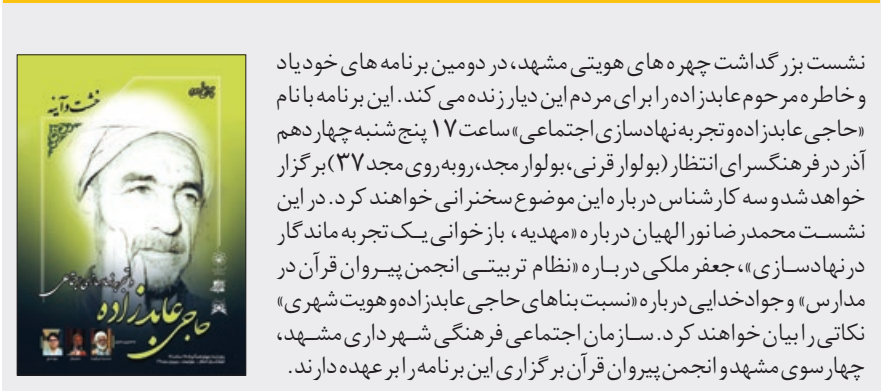 نشست بزرگداشت چهره‌های هویتی مشهد، در دومین برنامه های خود یاد
و خاطره مرحوم عابدزاده را برای مردم این دیار زنده می کند. این برنامه با نام
«حاجی عابدزاده و تجربه نهادسازی اجتماعی» ساعت ۱۷ پنج شنبه چهاردهم
آذر در فرهنگسرای انتظار (بولوار قرنی، بولوار مجد، روبه روی مجد ۳۷) برگزار
خواهد شد و سه کارشناس درباره این موضوع سخنرانی خواهند کرد. در این
نشست محمدرضا نورالهیان درباره «مهدیه، بازخوانی یک تجربه ماندگار
در نهادسازی»، جعفر ملکی درباره «نظام تربیتی انجمن پیروان قرآن در
مدارس» و جواد خدایی درباره «نسبت بناهای حاجی عابدزاده و هویت شهری»
نکاتی را بیان خواهند کرد. سازمان اجتماعی فرهنگی شهرداری مشهد،
چهارسوی مشهد و انجمن پیروان قرآن برگزاری این برنامه را بر عهده دارند.
خشت و آینه
حاجی عابدزاده